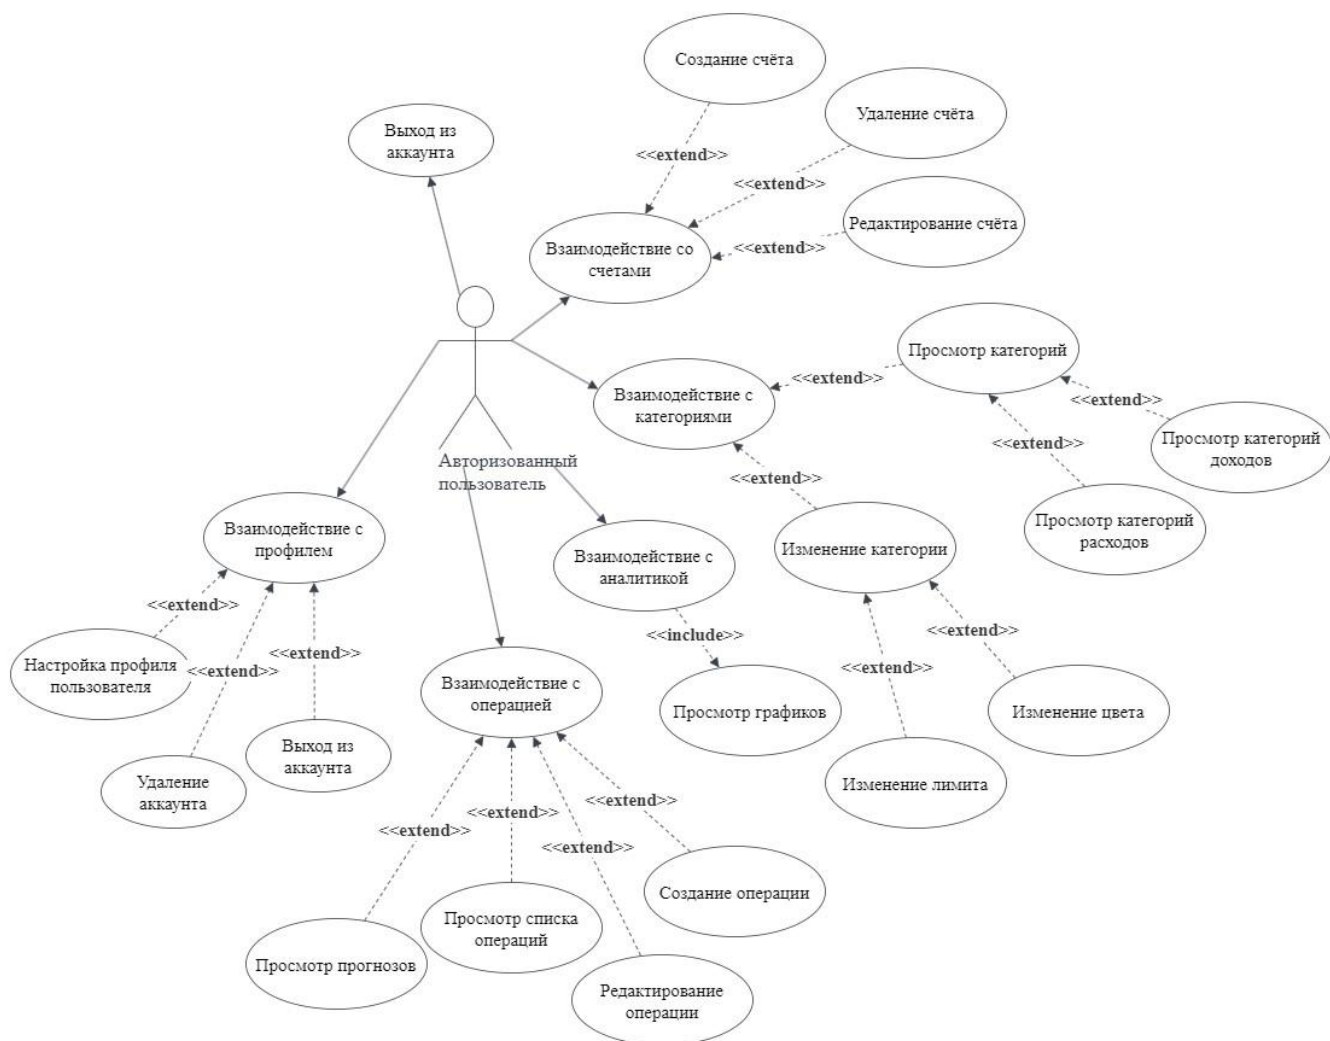 Создание счёта
Удаление счёта
Выход из
аккаунта
<<extend>>
<<extend>>
Редактирование счёта
<<extend>>
Взаимодействие со
счетами
Просмотр категорий
<<extend>>
Взаимодействие с
категориями
<<extend>>
Просмотр категорий
доходов
<<extend>>
Авторизованный
пользователь
<<extend>>
Просмотр категорий
расходов
Взаимодействие с
профилем
Изменение категории
Взаимодействие с
аналитикой
<<extend>>
<<include>>
<<extend>>
<<extend>>
<<extend>>
<<extend>>
Настройка профиля
пользователя
Взаимодействие с
операцией
Просмотр графиков
Изменение цвета
Выход из
аккаунта
Удаление
аккаунта
Изменение лимита
<<extend>>
<<extend>>
<<extend>>
<<extend>>
Создание операции
Просмотр списка
операций
Просмотр прогнозов
Редактирование
операции